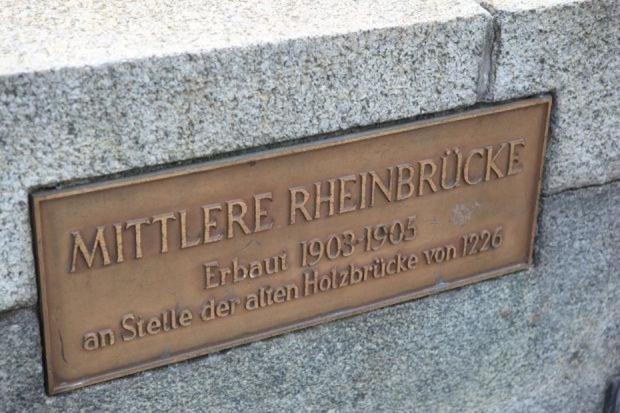 MITTLERE RHEINBRÜCKE
Erbaut 1903-1905
an Stelle der alten Holzbrücke von 1226